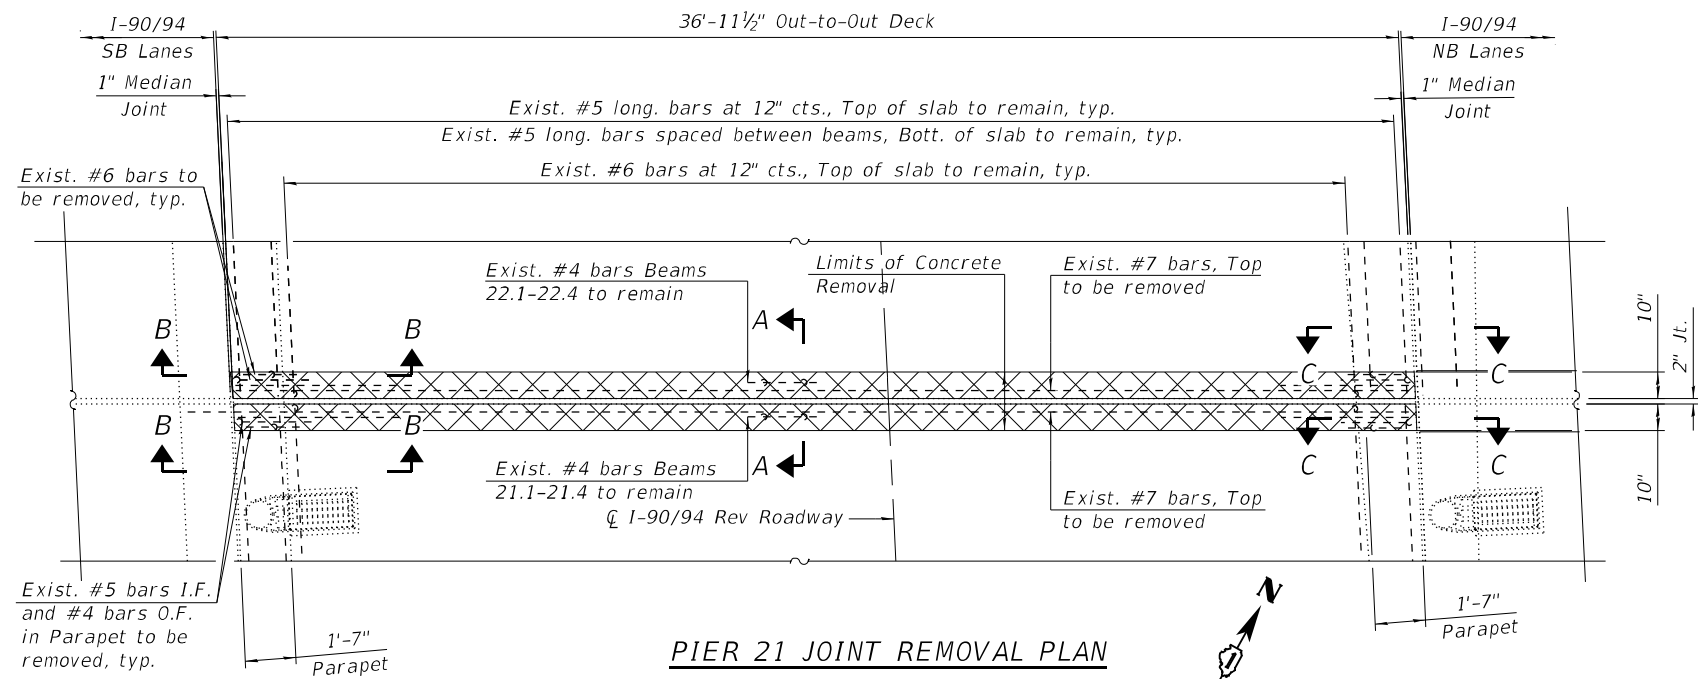 I-90/94
SB Lanes
36'-11½" Out-to-Out Deck
I-90/94
NB Lanes
1" Median
Joint
1" Median
Joint
Exist. #5 long. bars at 12" cts., Top of slab to remain, typ.
Exist. #5 long. bars spaced between beams, Bott. of slab to remain, typ.
Exist. #6 bars to
be removed, typ.
Exist. #6 bars at 12" cts., Top of slab to remain, typ.
Exist. #4 bars Beams
22.1-22.4 to remain
Limits of Concrete
Removal
Exist. #7 bars, Top
to be removed
B
B
A
C
C
10"
2" Jt.
B
B
A
C
C
10"
Exist. #4 bars Beams
21.1-21.4 to remain
Exist. #7 bars, Top
to be removed
℄ I-90/94 Rev Roadway
Exist. #5 bars I.F.
and #4 bars O.F.
in Parapet to be
removed, typ.
1'-7"
Parapet
N
1'-7"
Parapet
PIER 21 JOINT REMOVAL PLAN